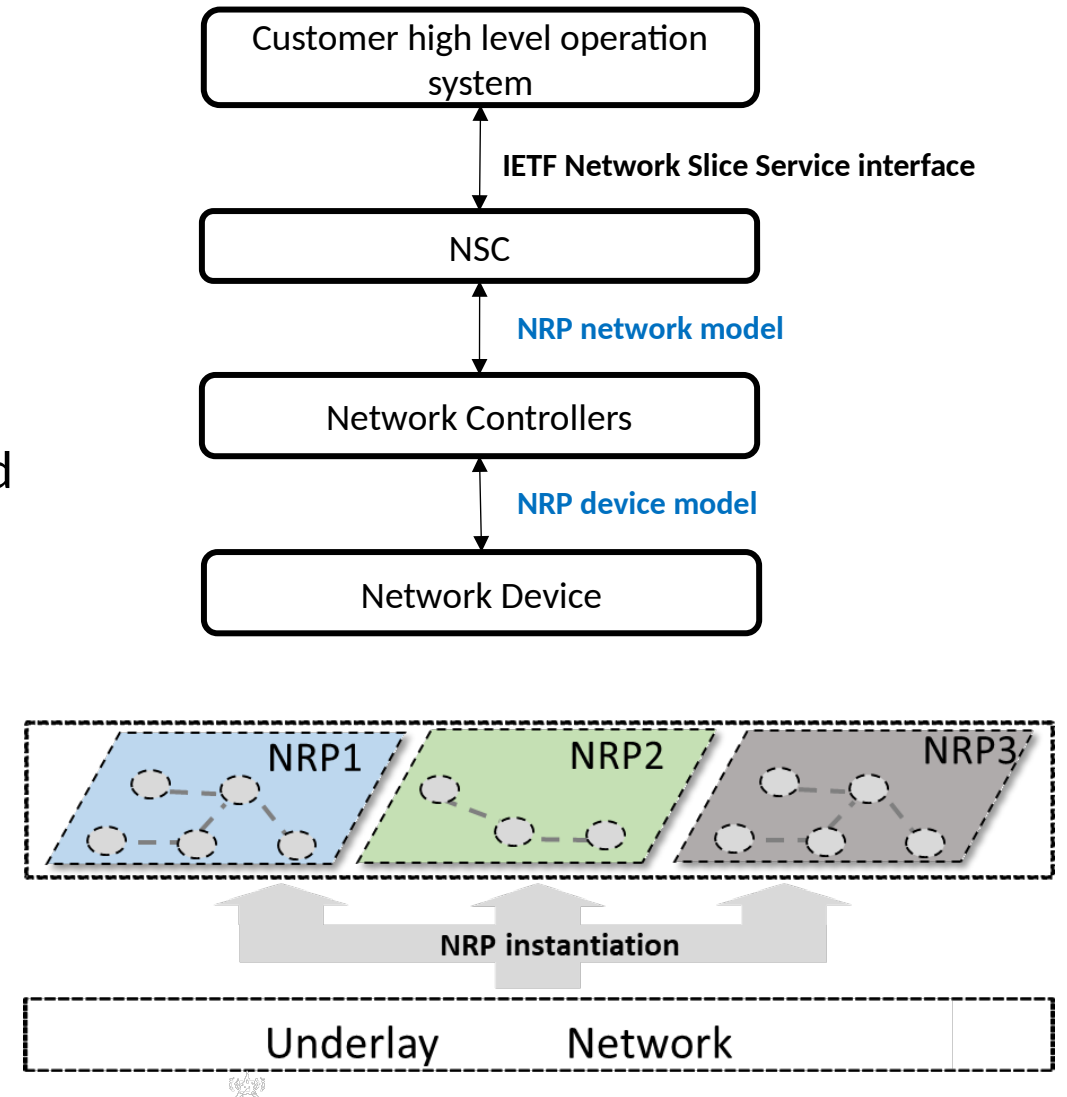 Customer high level operation
system
IETF Network Slice Service interface
NSC
NRP network model
Network Controllers
d
NRP device model
Network Device
NRP1
NRP2
NRP3
NRP instantiation
Underlay Network